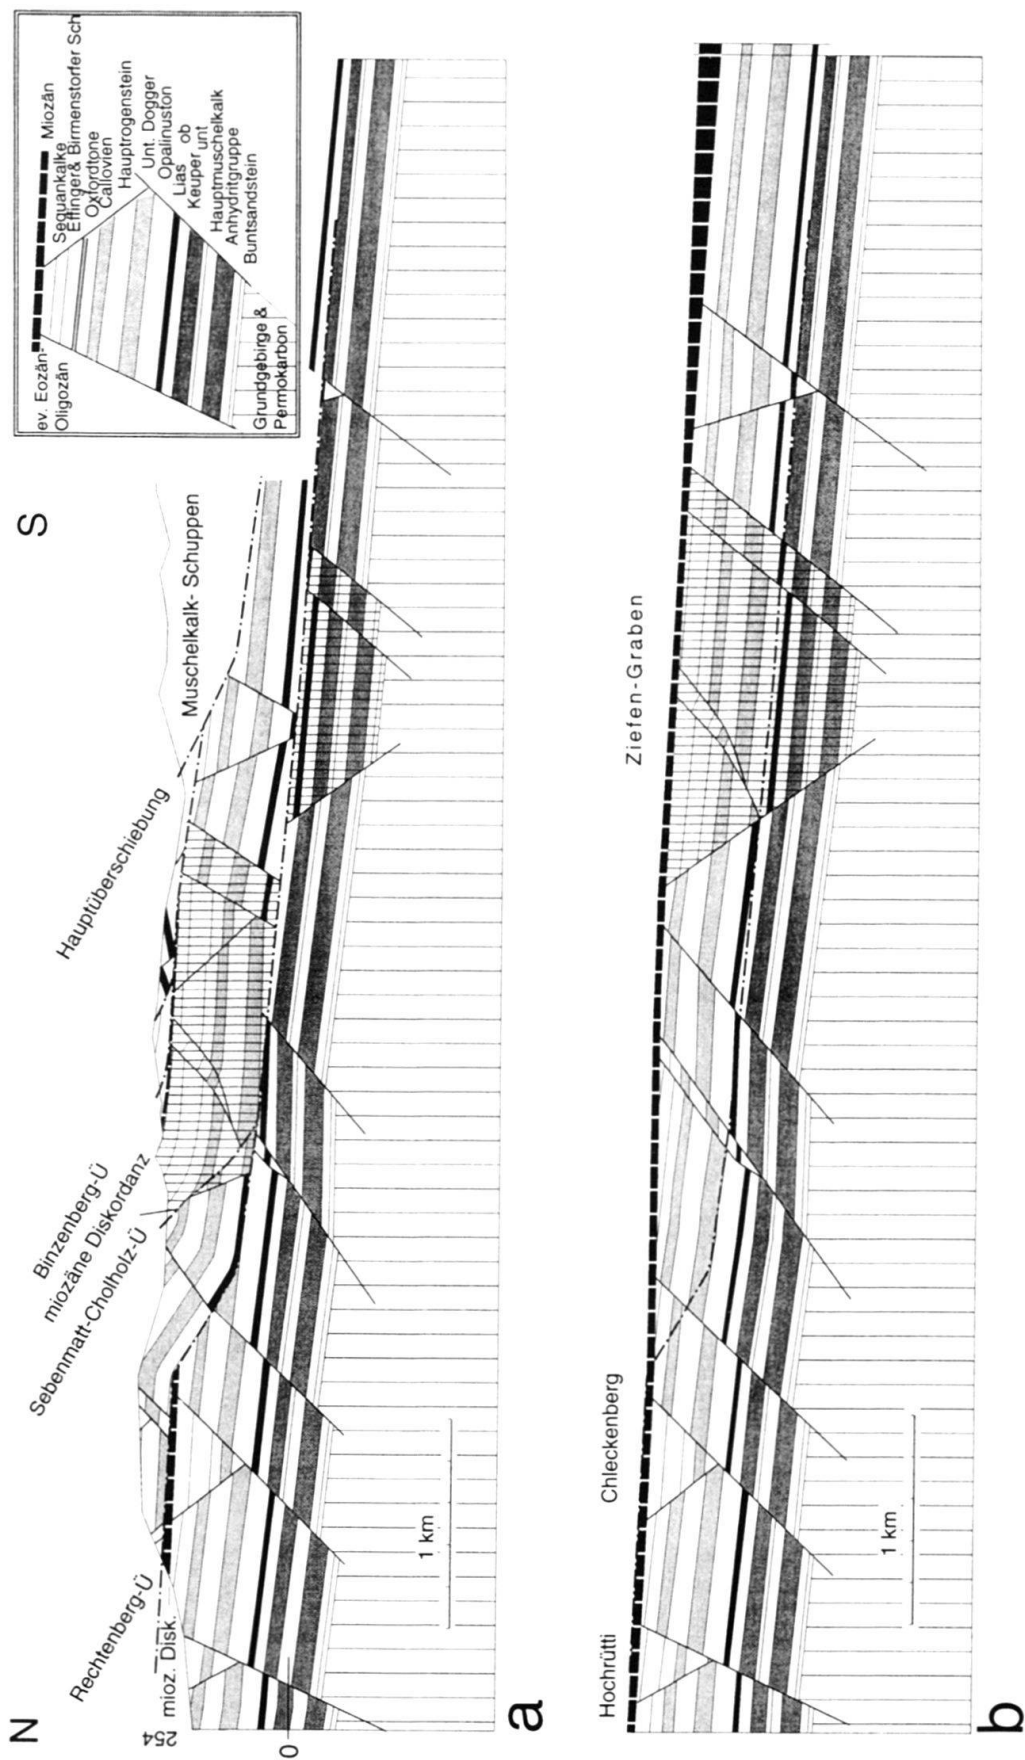 N
S
Rechtenberg-Ü
mioz. Disk.
Sebenmatt-Cholholz-Ü
miozäne Diskordanz
Binzenberg-Ü
Hauptüberschiebung
Muschelkalk-Schuppen
254
0
1 km
a
ev. Eozän-
Oligozän
Miozän
Sequankalke
Effinger& Birmenstorfer Sch
Oxfordtone
Callovien
Hauptrogenstein
Unt. Dogger
Opalinuston
Lias
Keuper ob
unt
Hauptmuschelkalk
Anhydritgruppe
Buntsandstein
Grundgebirge &
Permokarbon
Hochrütti
Chleckenberg
Ziefen-Graben
1 km
b